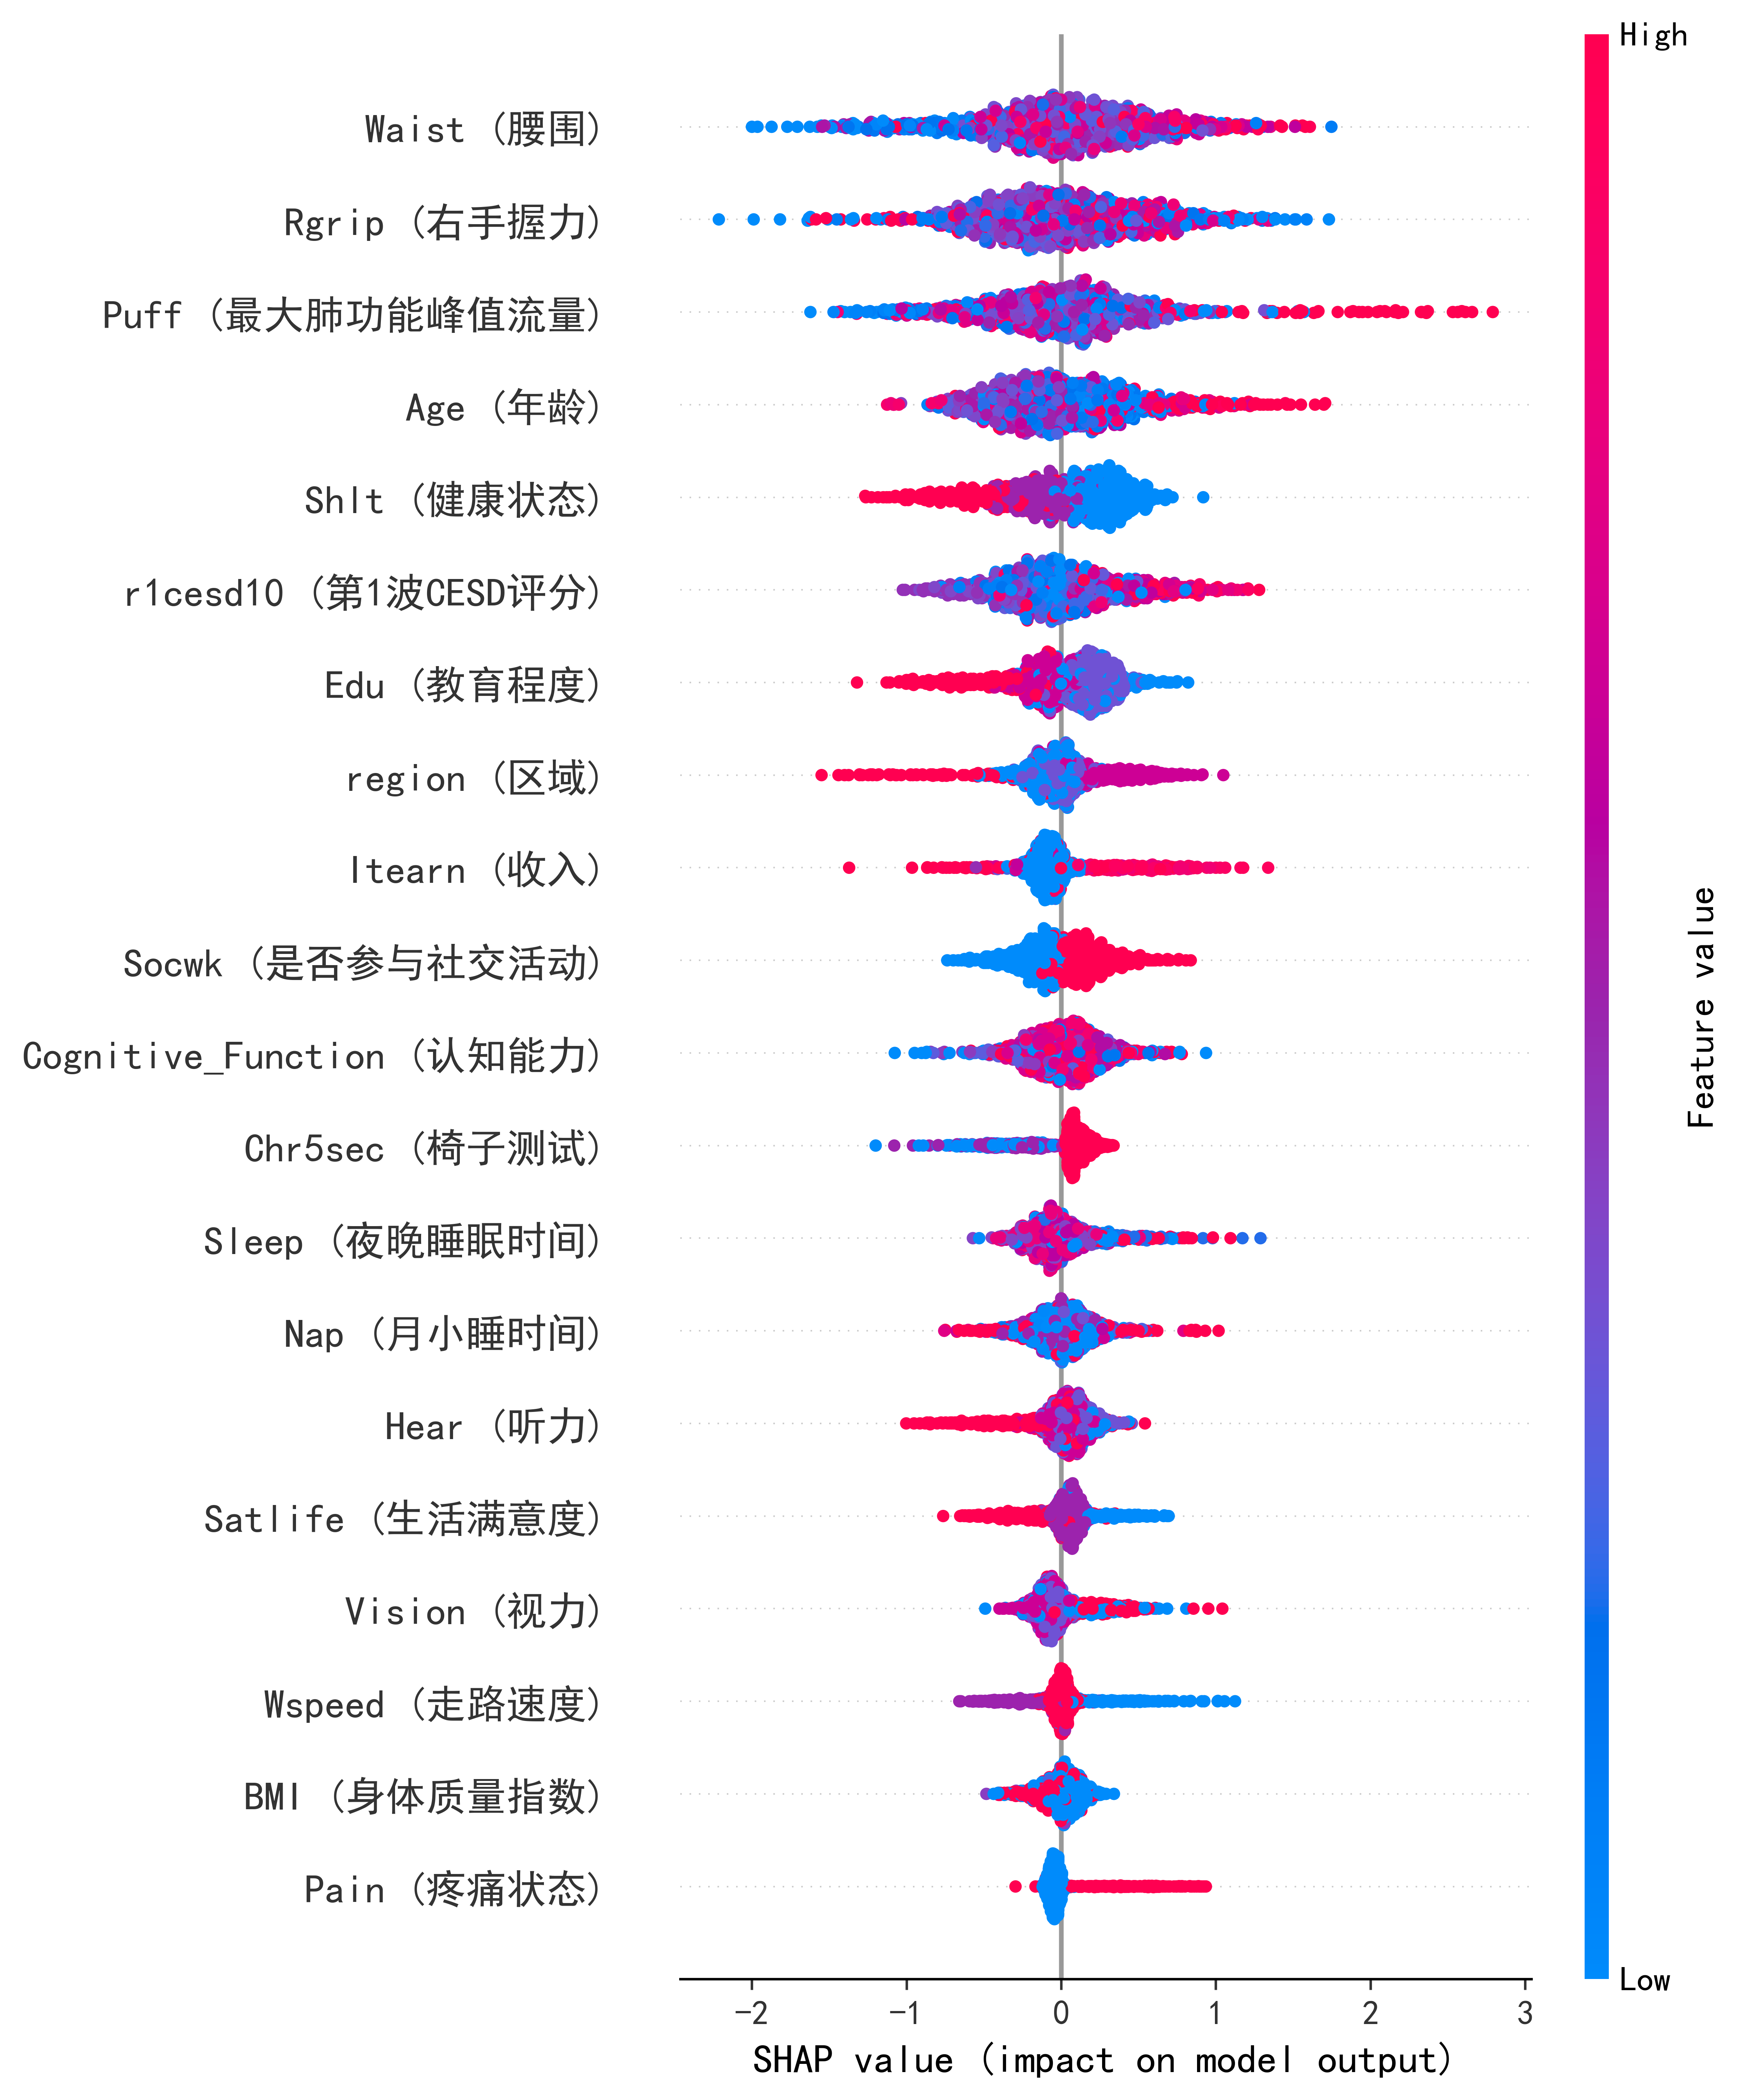 High
Waist (腰围)
Rgrip (右手握力)
Puff (最大肺功能峰值流量)
Age (年龄)
Shlt (健康状态)
r1cesd10 (第1波CESD评分)
Edu (教育程度)
region (区域)
Itearn (收入)
Socwk (是否参与社交活动)
Cognitive_Function (认知能力)
Chr5sec (椅子测试)
Sleep (夜晚睡眠时间)
Nap (月小睡时间)
Hear (听力)
Satlife (生活满意度)
Vision (视力)
Wspeed (走路速度)
BMI (身体质量指数)
Pain (疼痛状态)
Feature value
Low
−2 −1 0 1 2 3
SHAP value (impact on model output)